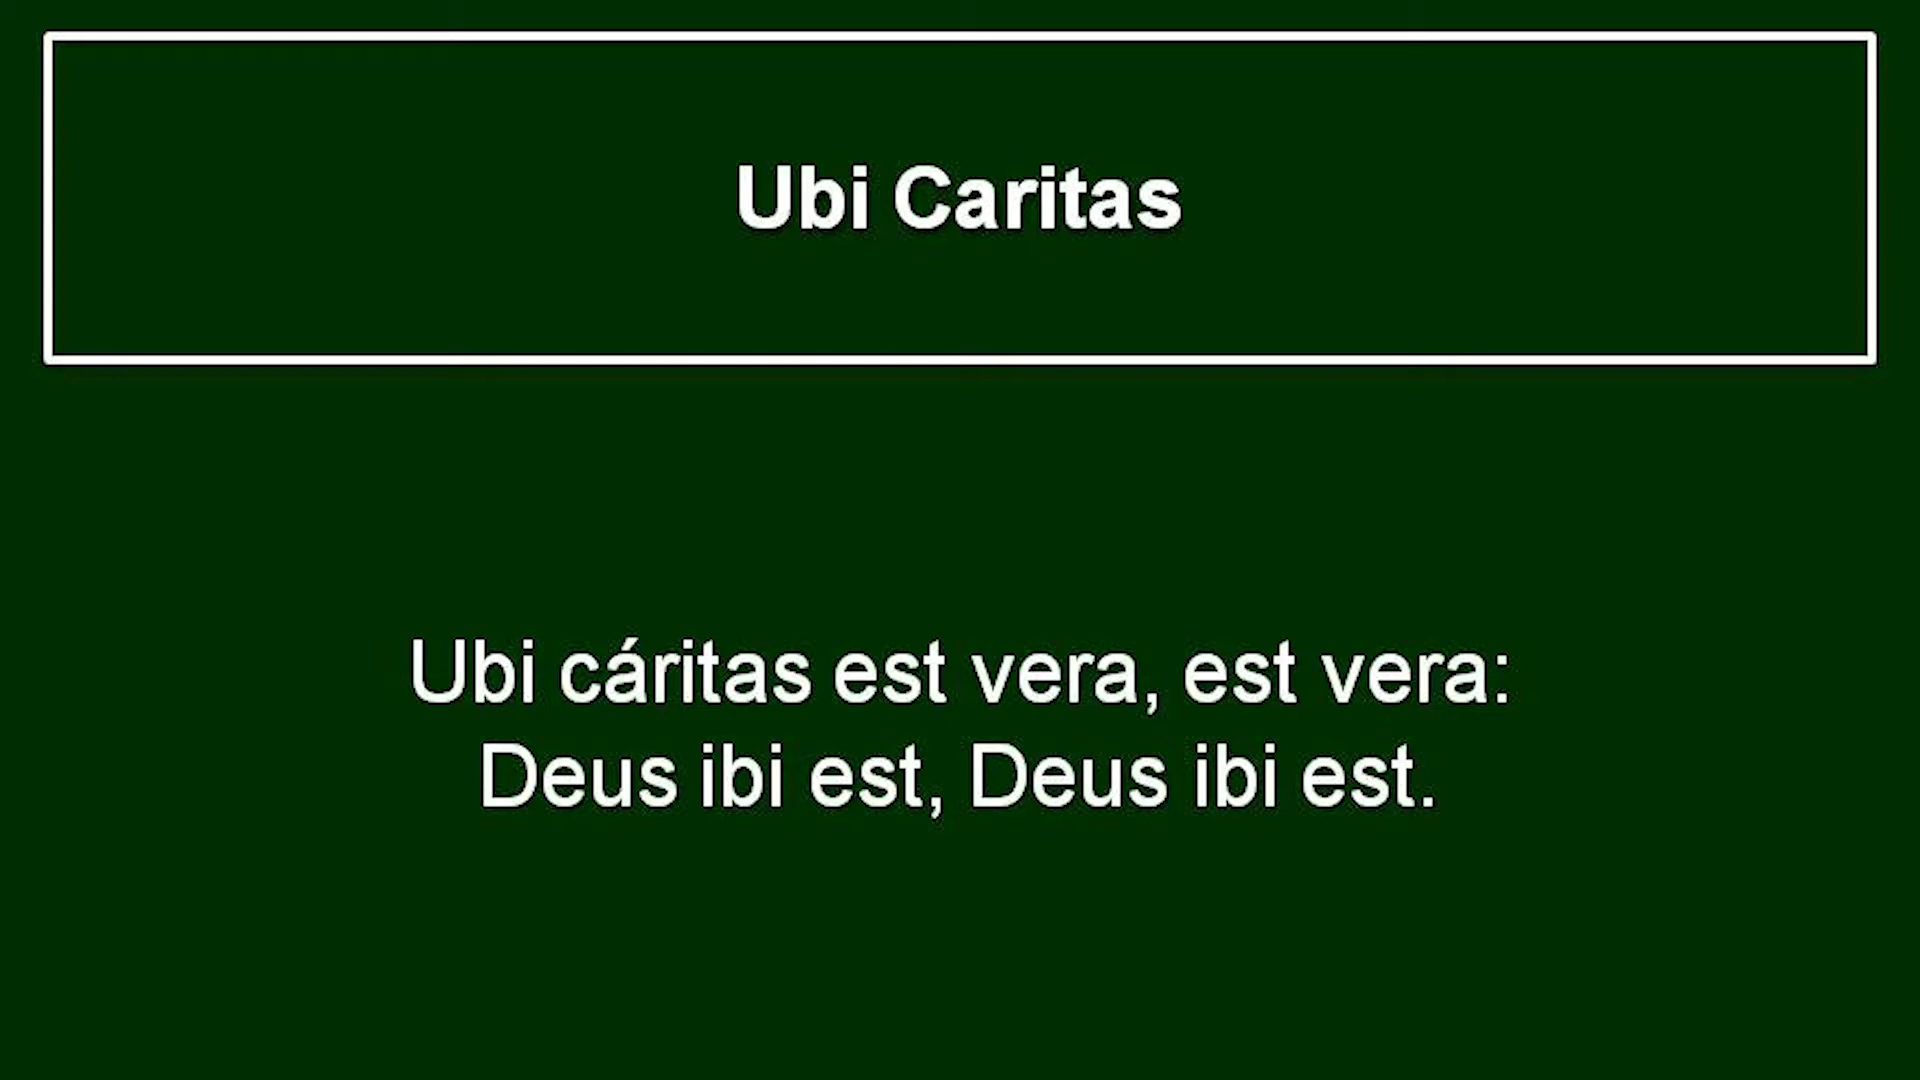 Ubi Caritas
Ubi cáritas est vera, est vera:
Deus ibi est, Deus ibi est.